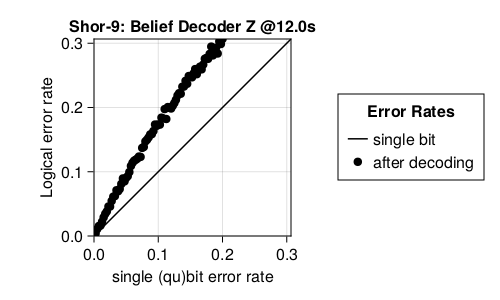 Shor-9: Belief Decoder Z @12.0s
Logical error rate
0.3
0.2
0.1
0.0
0.0 0.1 0.2 0.3
single (qu)bit error rate
Error Rates
single bit
after decoding